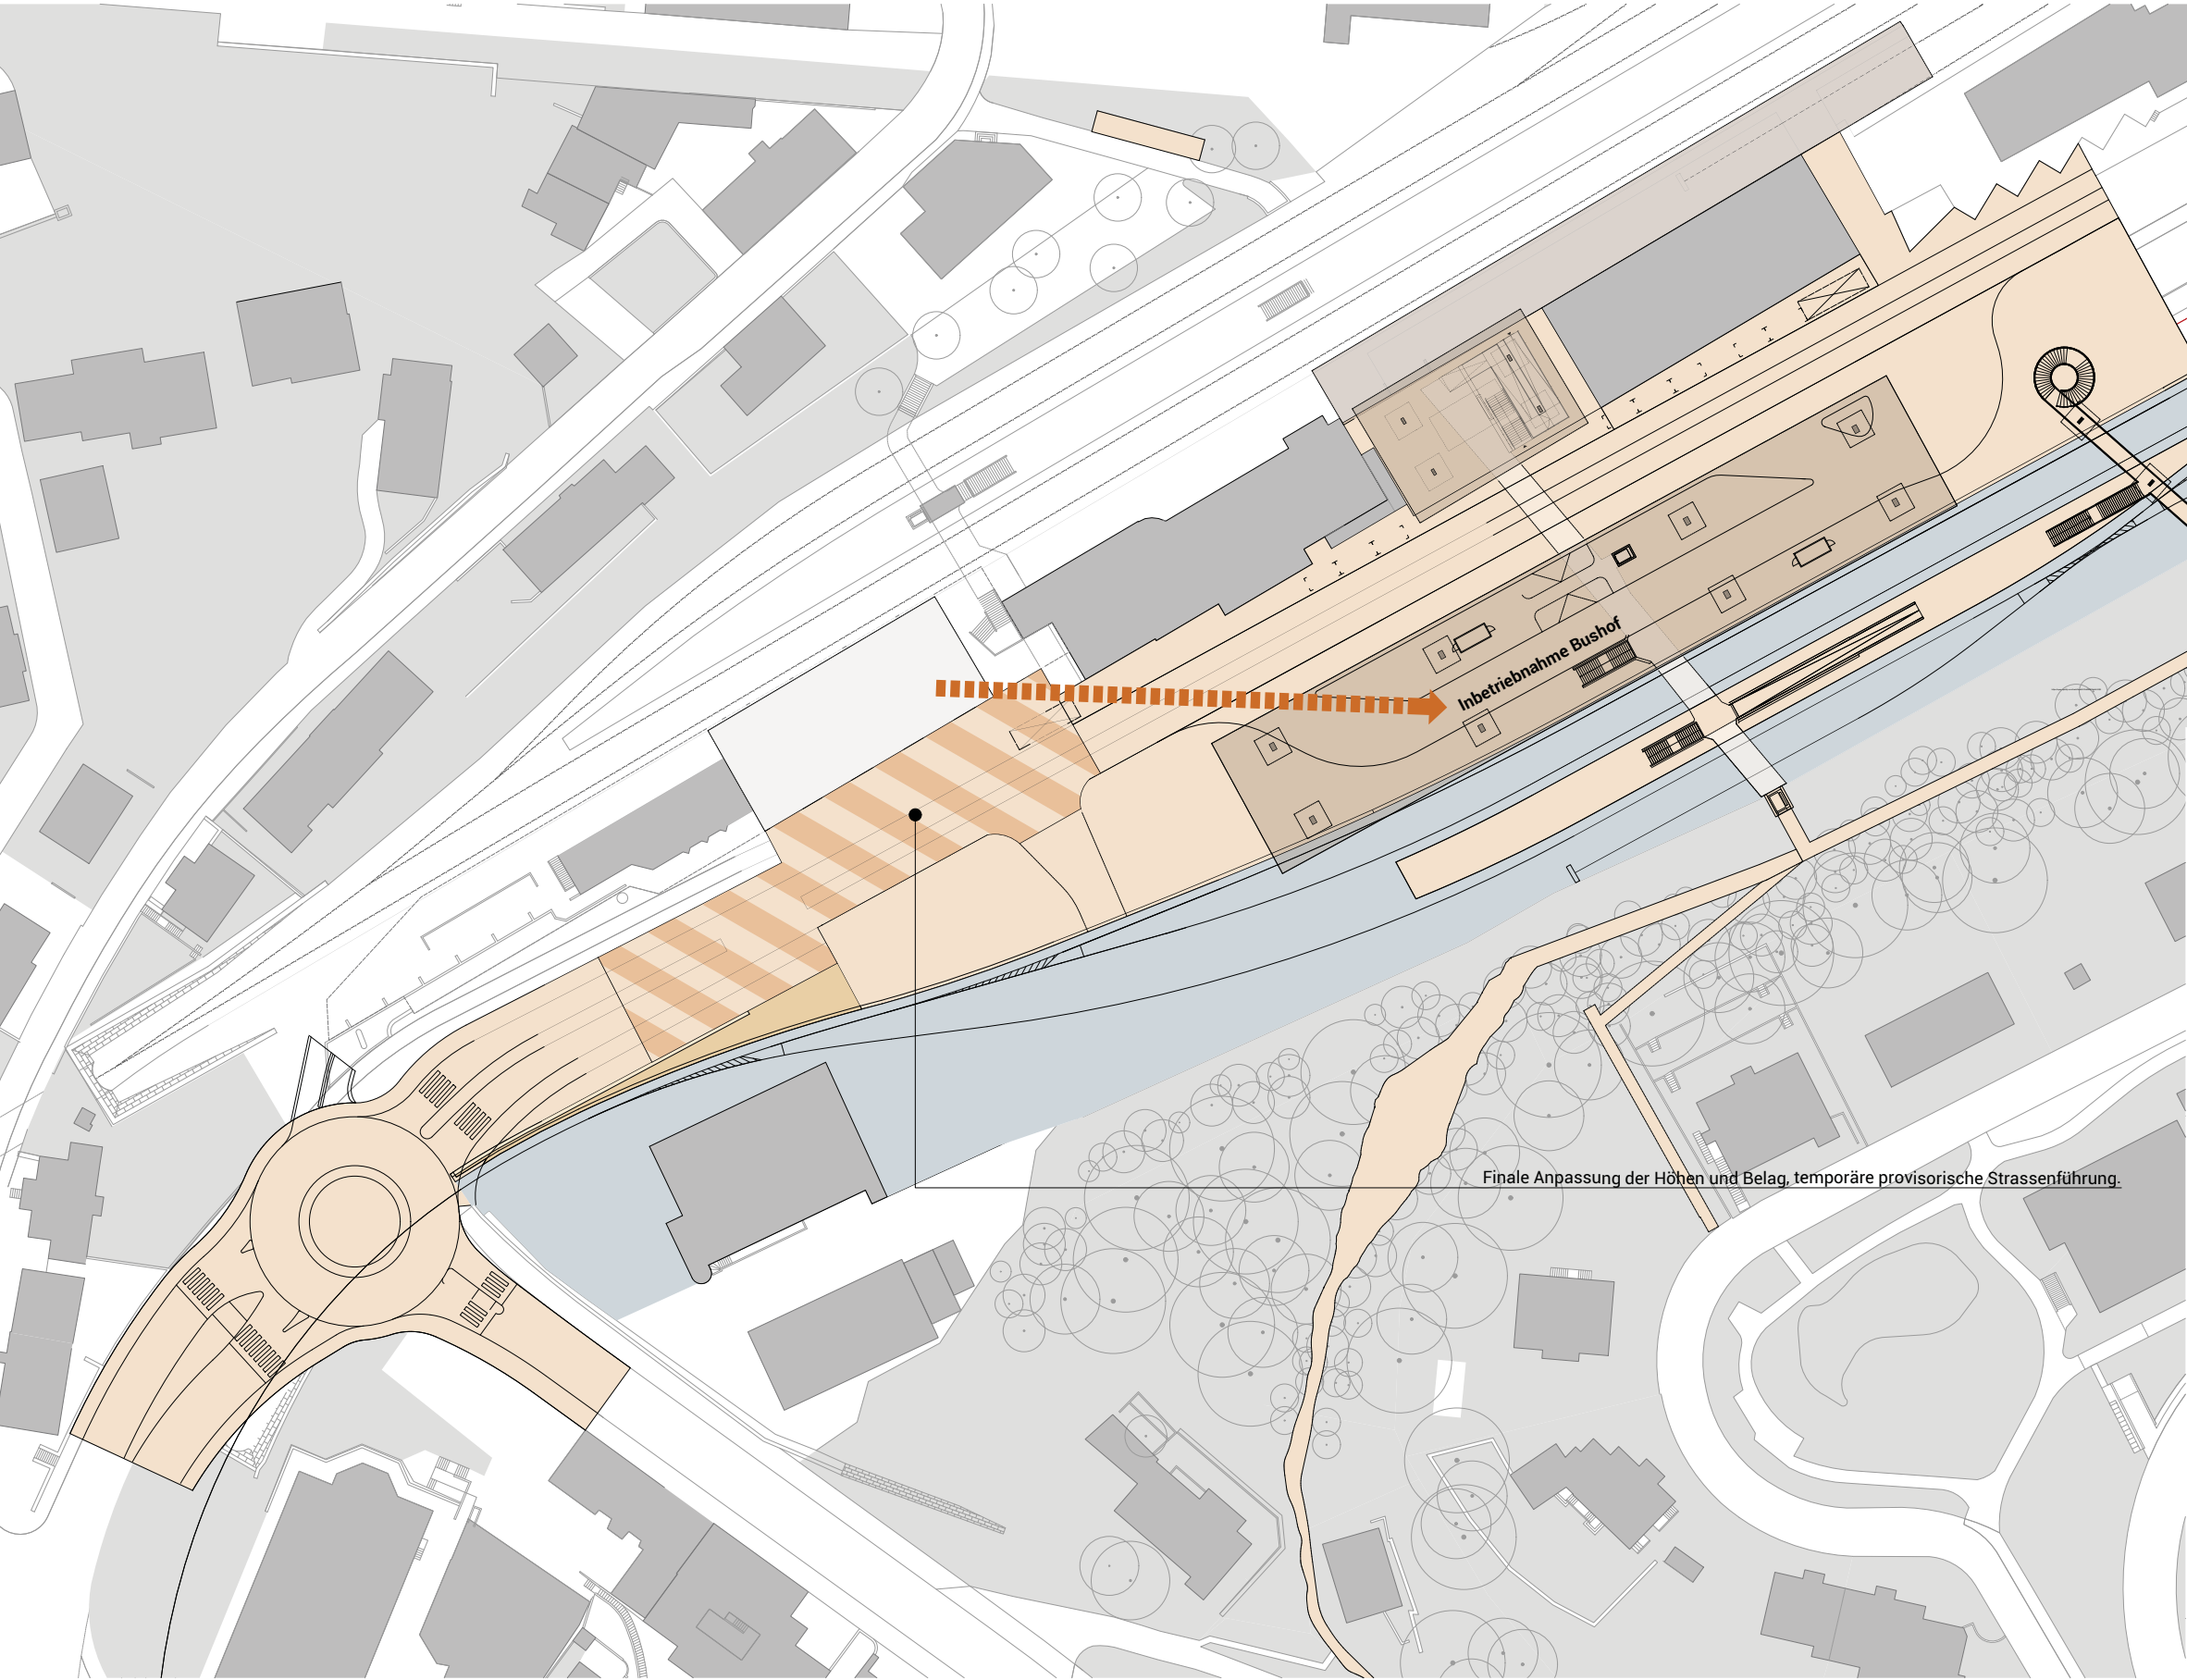 Inbetriebnahme Bushof
Finale Anpassung der Höhen und Belag, temporäre provisorische Strassenführung.